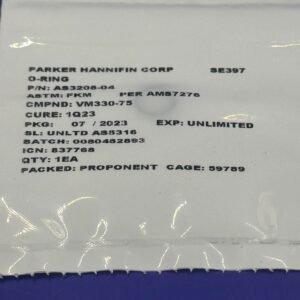 PARKER HANNIFIN CORP SE397
O-RING
P/N: AS3208-04
ASTM: FKM PER AMS7276
CMPND: VM330-75
CURE: 1Q23
PKG: 07 / 2023 EXP: UNLIMITED
SL: UNLTD AS5316
BATCH: 0080482893
ICN: 837768
QTY: 1EA
PACKED: PROPONENT CAGE: 59789